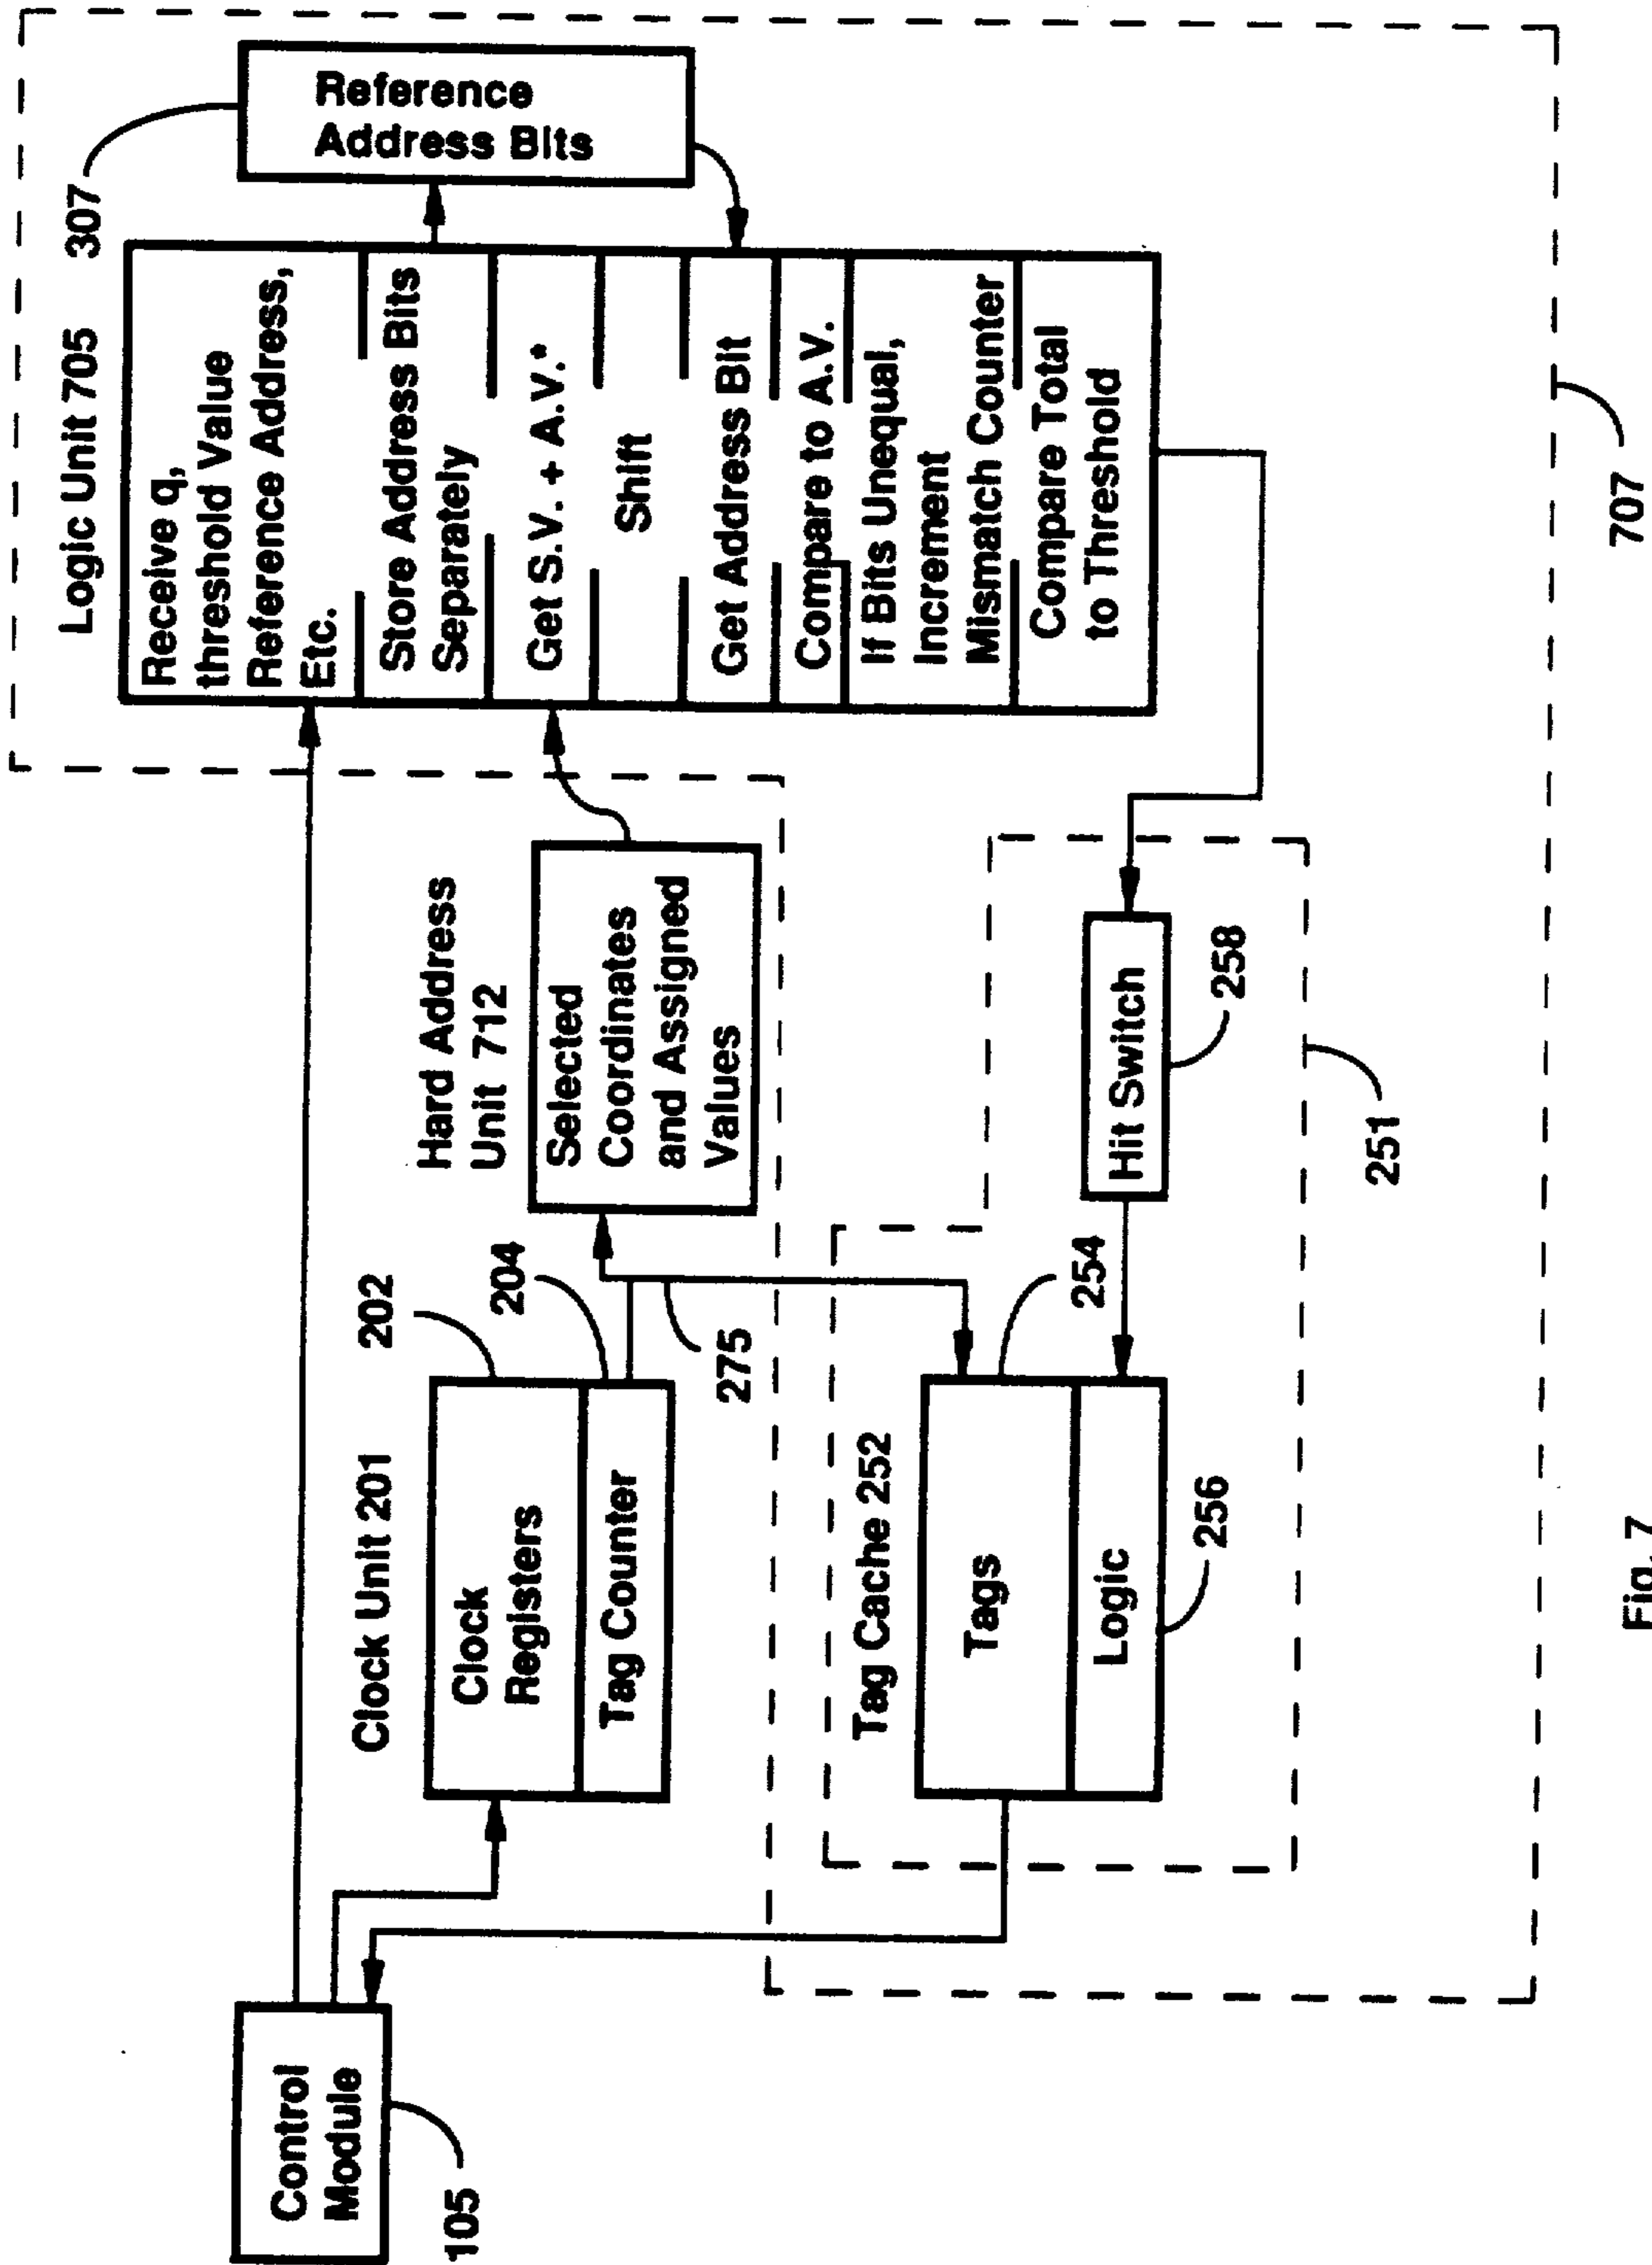 Control
Module
105
Clock Unit 201
202
Clock
Registers
Tag Counter
204
275
Hard Address
Unit 712
Selected
Coordinates
and Assigned
Values
Logic Unit 705
Receive q,
threshold Value
Reference Address,
Etc.
Store Address Bits
Separately
Get S.V. + A.V.*
Shift
Get Address Bit
Compare to A.V.
If Bits Unequal,
Increment
Mismatch Counter
Compare Total
to Threshold
307
Reference
Address Bits
Tag Cache 252
Tags
254
Logic
256
Hit Switch
258
251
707
Fig. 7